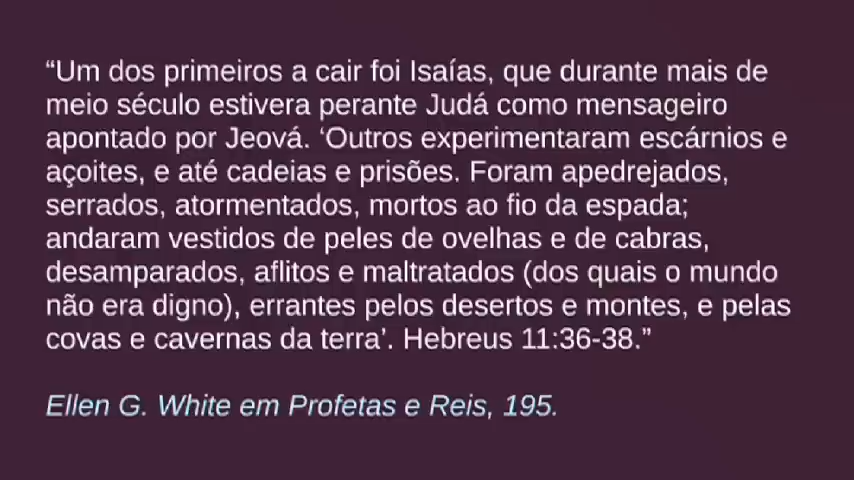 “Um dos primeiros a cair foi Isaías, que durante mais de
meio século estivera perante Judá como mensageiro
apontado por Jeová. ‘Outros experimentaram escárnios e
açoites, e até cadeias e prisões. Foram apedrejados,
serrados, atormentados, mortos ao fio da espada;
andaram vestidos de peles de ovelhas e de cabras,
desamparados, aflitos e maltratados (dos quais o mundo
não era digno), errantes pelos desertos e montes, e pelas
covas e cavernas da terra’. Hebreus 11:36-38.”
Ellen G. White em Profetas e Reis, 195.